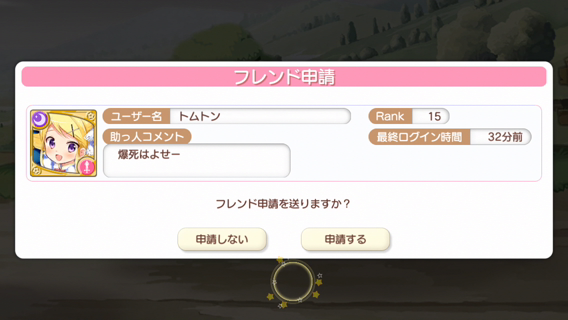 フレンド申請
ユーザー名 トムトン Rank 15
助っ人コメント 最終ログイン時間 32分前
爆死はよせー
フレンド申請を送りますか？
申請しない 申請する